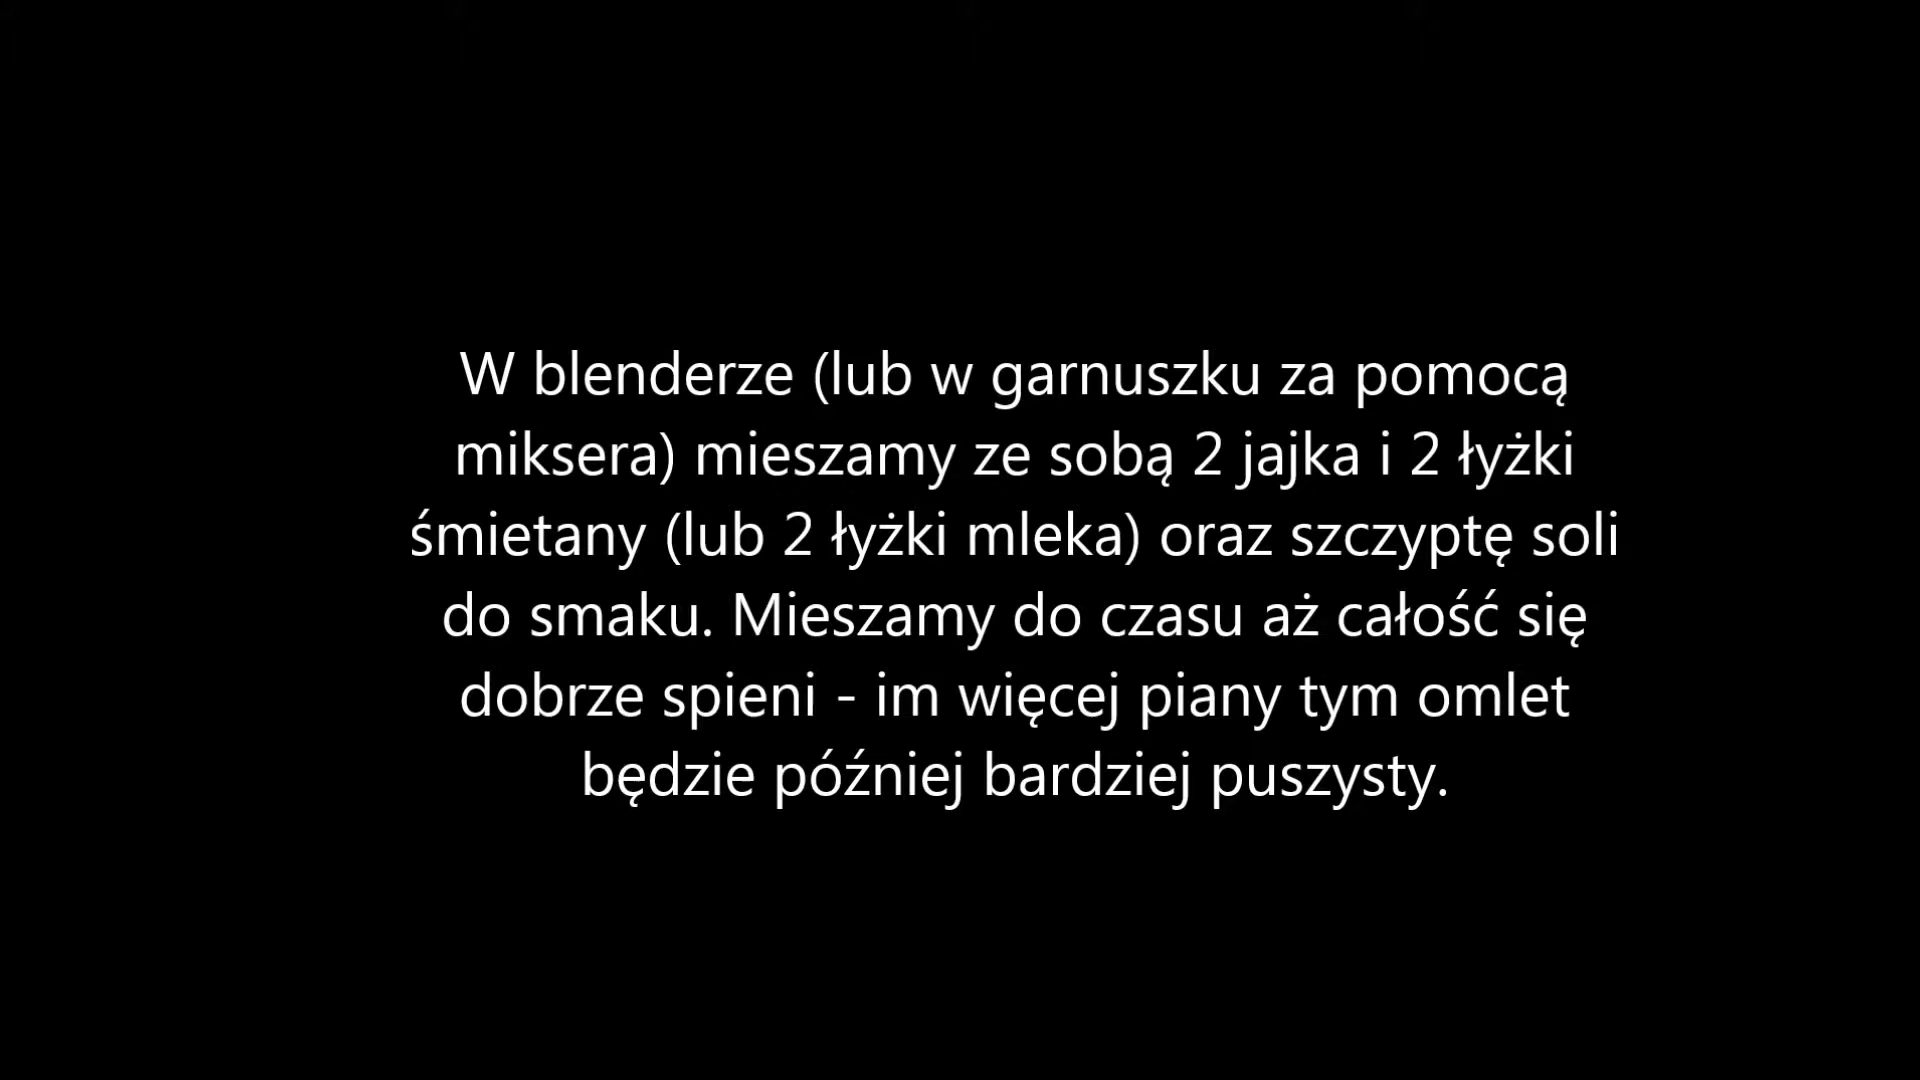 W blenderze (lub w garnuszku za pomocą
miksera) mieszamy ze sobą 2 jajka i 2 łyżki
śmietany (lub 2 łyżki mleka) oraz szczyptę soli
do smaku. Mieszamy do czasu aż całość się
dobrze spieni - im więcej piany tym omlet
będzie później bardziej puszysty.